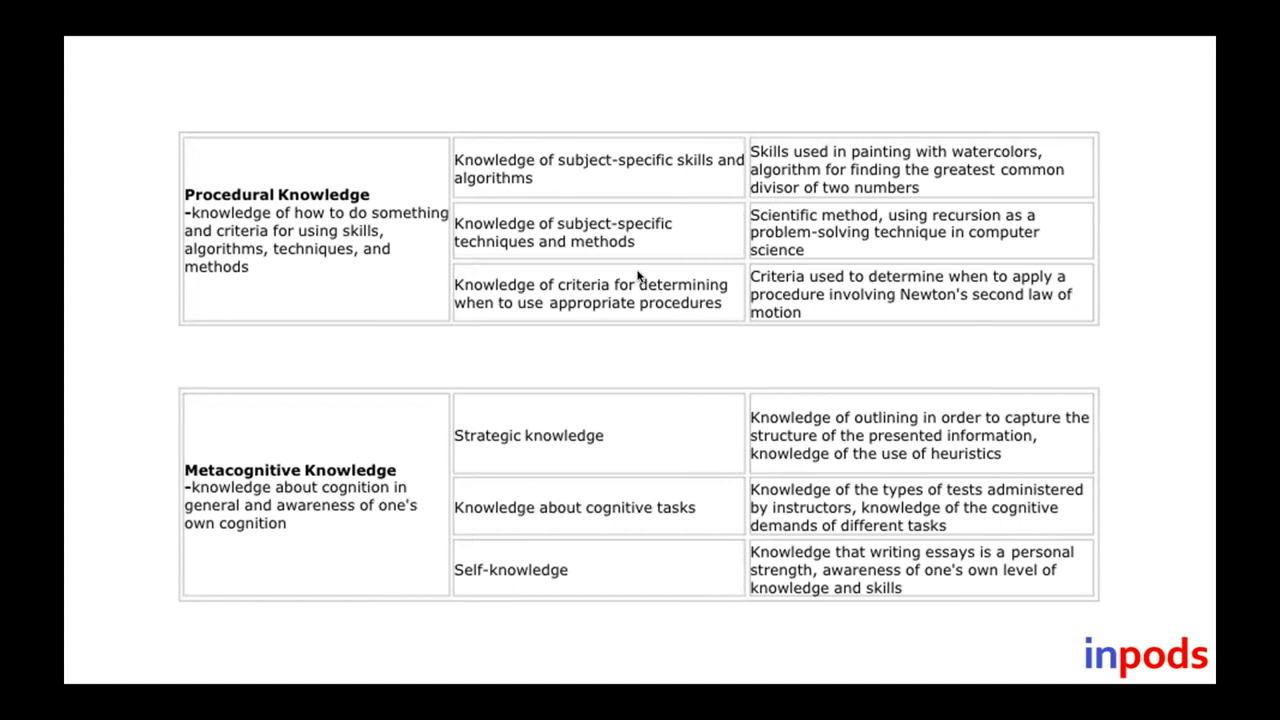 Procedural Knowledge
-knowledge of how to do something
and criteria for using skills,
algorithms, techniques, and
methods
Knowledge of subject-specific skills and
algorithms
Skills used in painting with watercolors,
algorithm for finding the greatest common
divisor of two numbers
Knowledge of subject-specific
techniques and methods
Scientific method, using recursion as a
problem-solving technique in computer
science
Knowledge of criteria for determining
when to use appropriate procedures
Criteria used to determine when to apply a
procedure involving Newton's second law of
motion
Metacognitive Knowledge
-knowledge about cognition in
general and awareness of one's
own cognition
Strategic knowledge
Knowledge of outlining in order to capture the
structure of the presented information,
knowledge of the use of heuristics
Knowledge about cognitive tasks
Knowledge of the types of tests administered
by instructors, knowledge of the cognitive
demands of different tasks
Self-knowledge
Knowledge that writing essays is a personal
strength, awareness of one's own level of
knowledge and skills
inpods